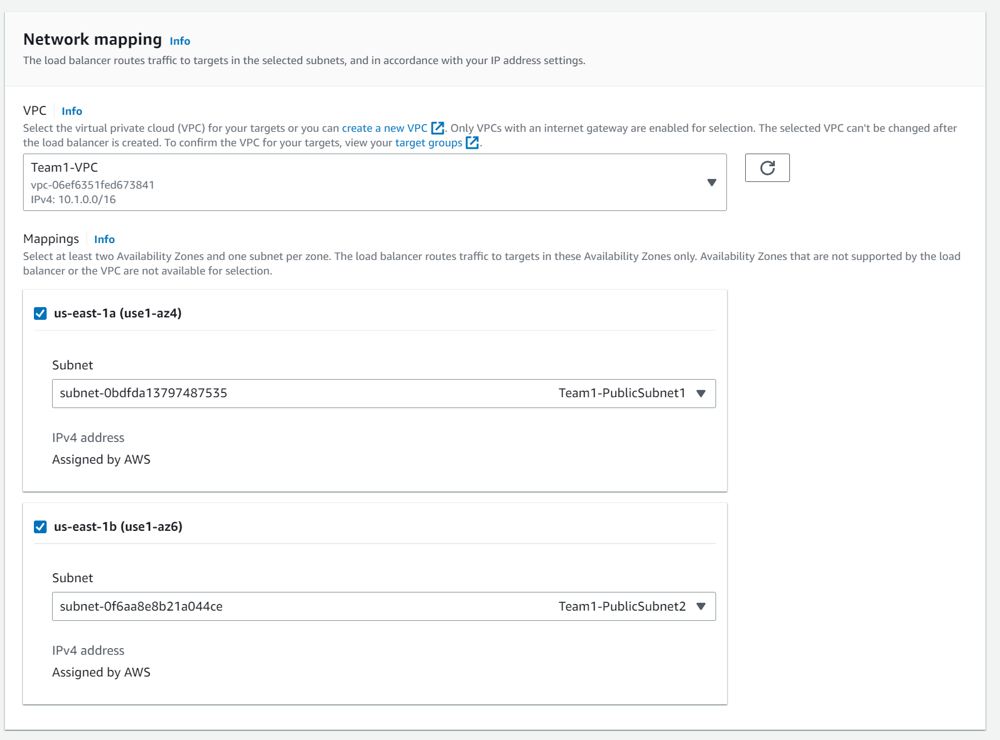 Network mapping Info
The load balancer routes traffic to targets in the selected subnets, and in accordance with your IP address settings.
VPC Info
Select the virtual private cloud (VPC) for your targets or you can create a new VPC. Only VPCs with an internet gateway are enabled for selection. The selected VPC can't be changed after
the load balancer is created. To confirm the VPC for your targets, view your target groups.
Team1-VPC
vpc-06ef6351fed673841
IPv4: 10.1.0.0/16
Mappings Info
Select at least two Availability Zones and one subnet per zone. The load balancer routes traffic to targets in these Availability Zones only. Availability Zones that are not supported by the load
balancer or the VPC are not available for selection.
us-east-1a (use1-az4)
Subnet
subnet-0bdfda13797487535 Team1-PublicSubnet1
IPv4 address
Assigned by AWS
us-east-1b (use1-az6)
Subnet
subnet-0f6aa8e8b21a044ce Team1-PublicSubnet2
IPv4 address
Assigned by AWS